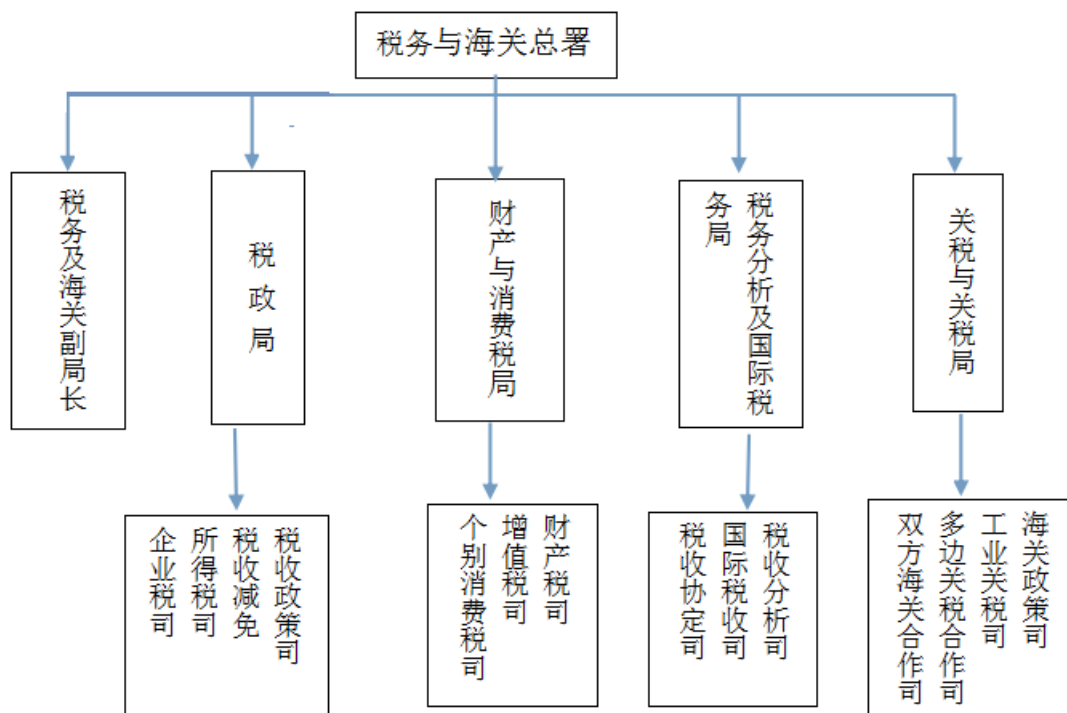 税务与海关总署
税务及海关副局长
税政局
财产与消费税局
税务分析及国际税
务局
关税与关税局
税收政策司
税收减免
所得税司
企业税司
财产税司
增值税司
个别消费税司
税收分析司
国际税收司
税收协定司
海关政策司
工业关税司
多边关税合作司
双方海关合作司